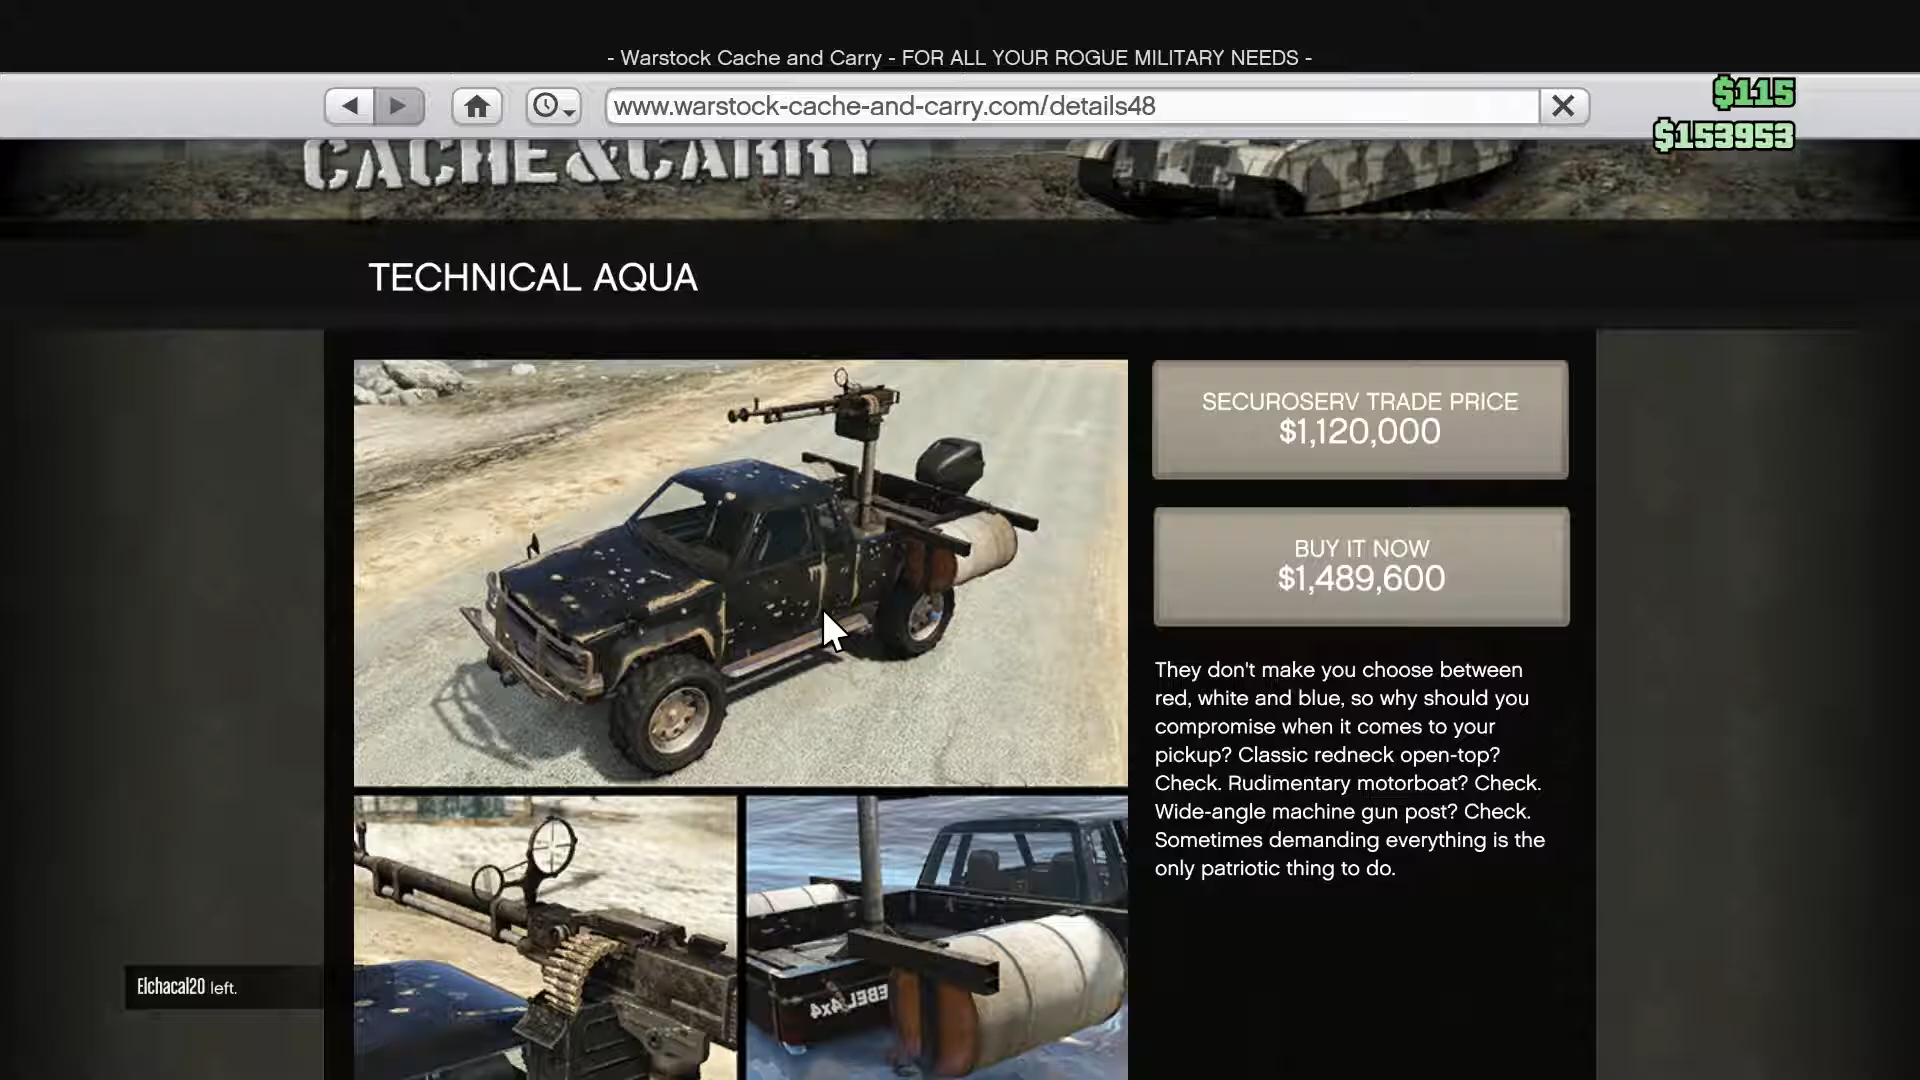 - Warstock Cache and Carry - FOR ALL YOUR ROGUE MILITARY NEEDS -
www.warstock-cache-and-carry.com/details48
$115
$153953
CACHE&CARRY
TECHNICAL AQUA
SECUROSERV TRADE PRICE
$1,120,000
BUY IT NOW
$1,489,600
They don't make you choose between
red, white and blue, so why should you
compromise when it comes to your
pickup? Classic redneck open-top?
Check. Rudimentary motorboat? Check.
Wide-angle machine gun post? Check.
Sometimes demanding everything is the
only patriotic thing to do.
EBEL 4x4
Elchacal20 left.